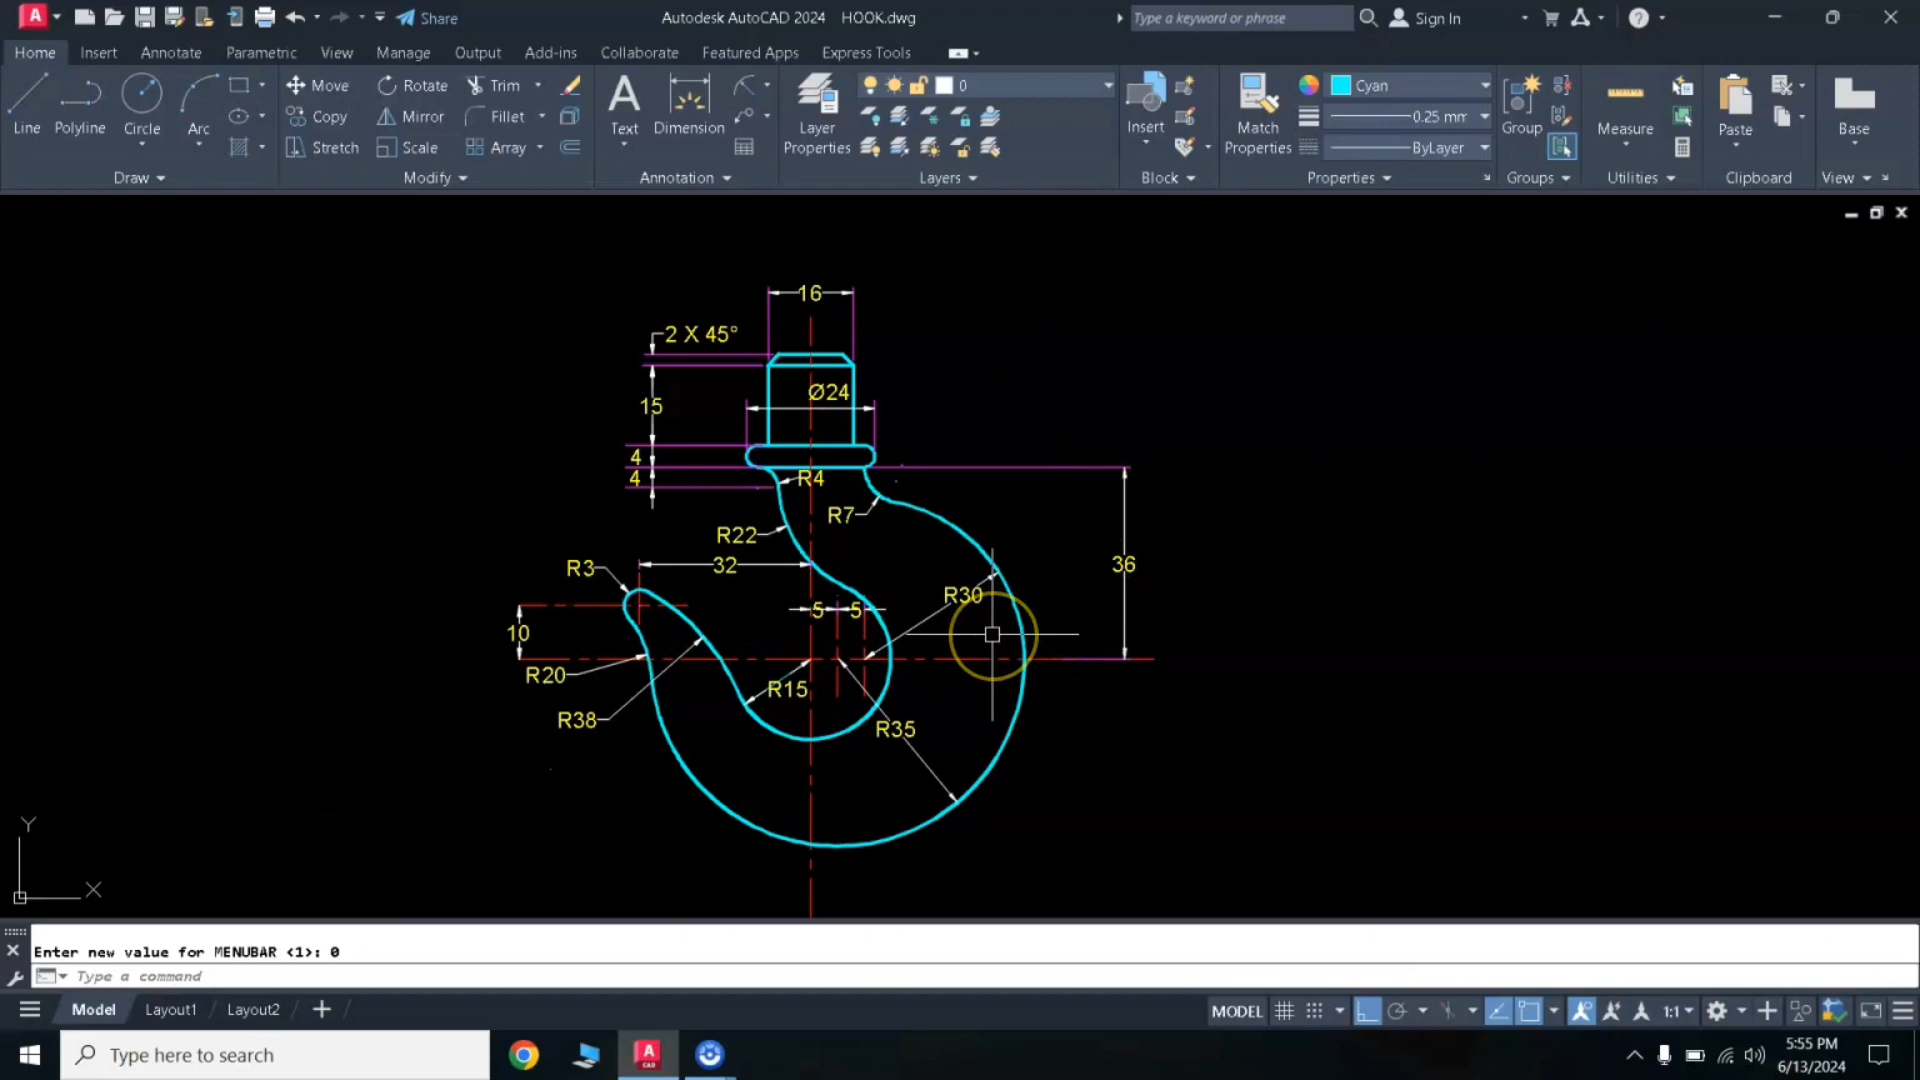 Share
Autodesk AutoCAD 2024 HOOK.dwg
Type a keyword or phrase
Sign In
Home Insert Annotate Parametric View Manage Output Add-ins Collaborate Featured Apps Express Tools
Line Polyline Circle Arc
Move Rotate Trim
Copy Mirror Fillet
Stretch Scale Array
Text Dimension
Layer Properties
0
Insert
Match Properties
Cyan
0.25 mm
ByLayer
Group
Measure
Paste
Base
Draw Modify Annotation Layers Block Properties Groups Utilities Clipboard View
16
2 X 45°
Ø24
15
4
4
R4
R7
R22
32
R3
36
R30
5 5
10
R20
R15
R38
R35
Y
X
Enter new value for MENUBAR <1>: 0
Type a command
Model Layout1 Layout2
MODEL
1:1
Type here to search
A
CAD
5:55 PM
6/13/2024